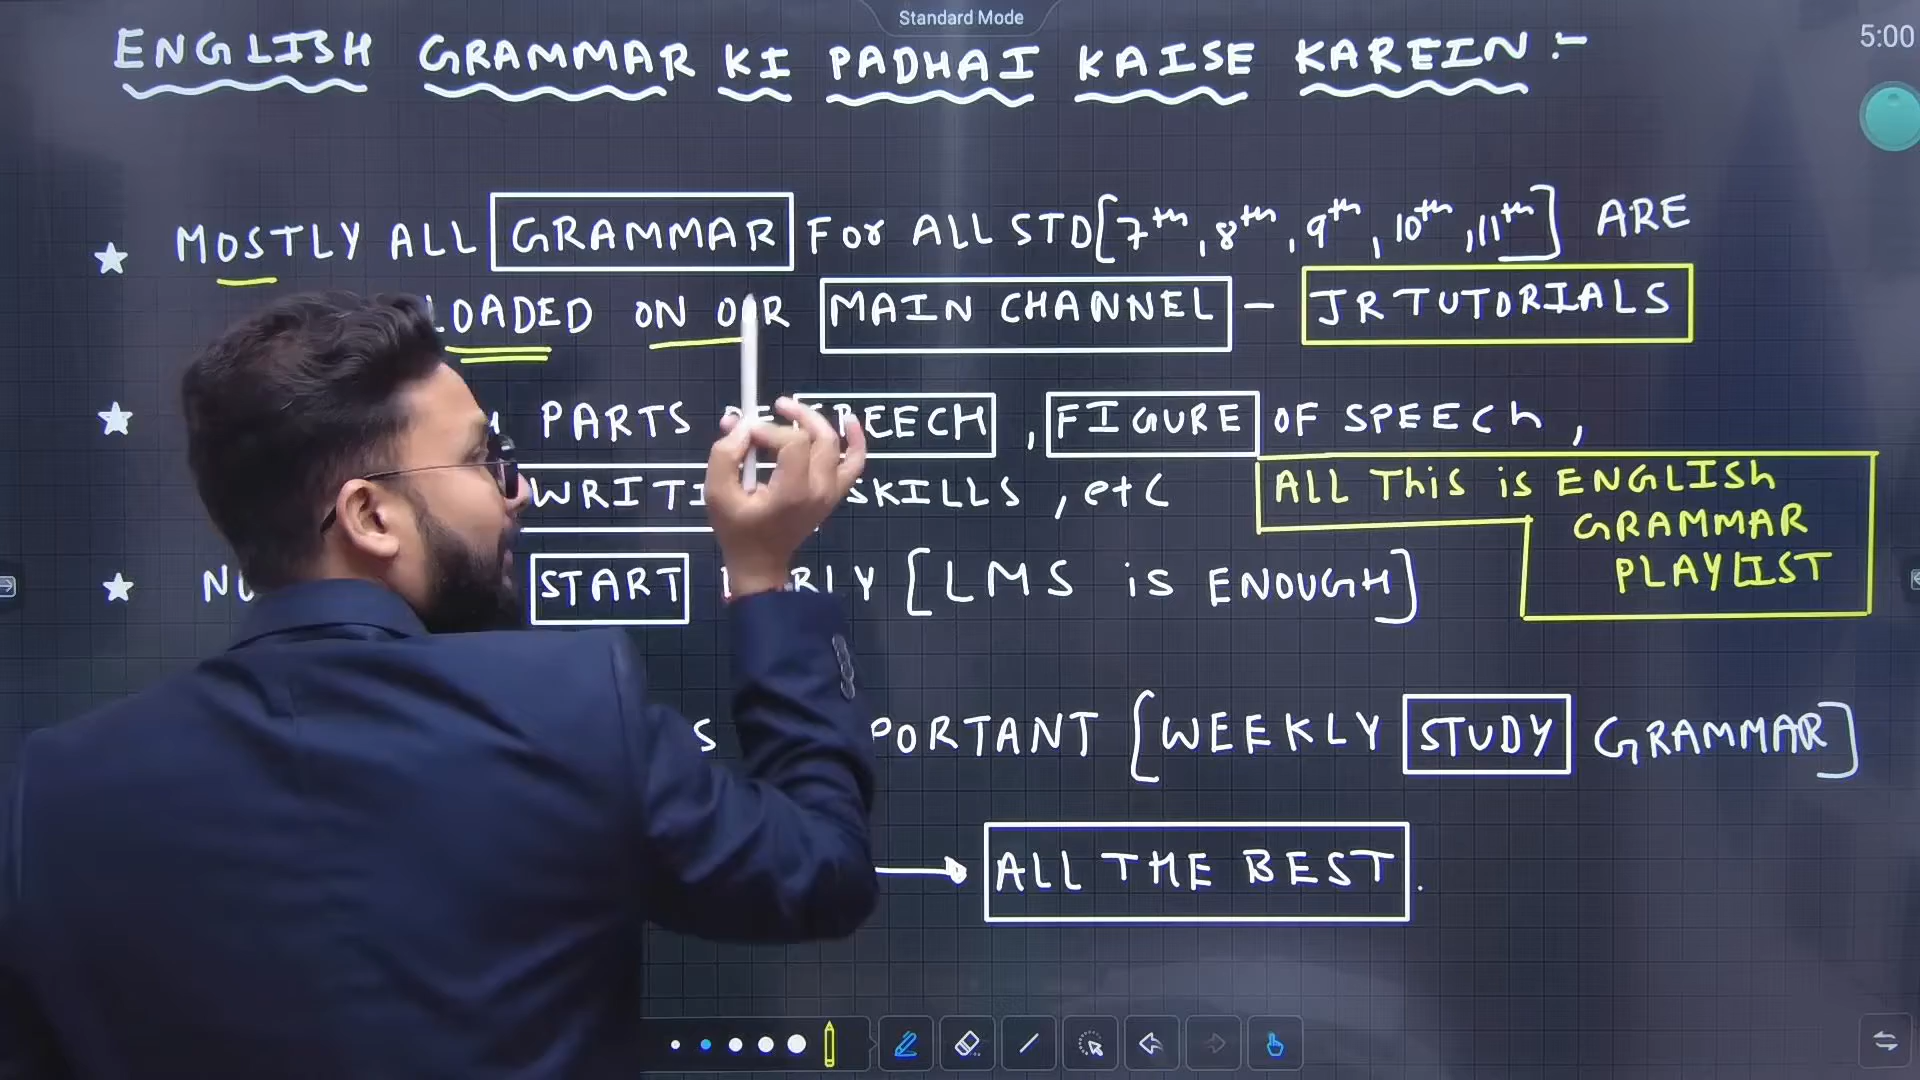 Standard Mode
5:00
ENGLISH GRAMMAR KI PADHAI KAISE KAREIN :-
★ MOSTLY ALL GRAMMAR For ALL STD [7th, 8th, 9th, 10th, 11th] ARE
LOADED ON OUR MAIN CHANNEL - JR TUTORIALS
★ PARTS OF SPEECH, FIGURE OF SPEECh,
WRITI SKILLS, etc
ALL This is ENGLISh
GRAMMAR
PLAYLIST
★ START [LMS is ENOUGH]
PORTANT [WEEKLY STUDY GRAMMAR]
→ ALL THE BEST.